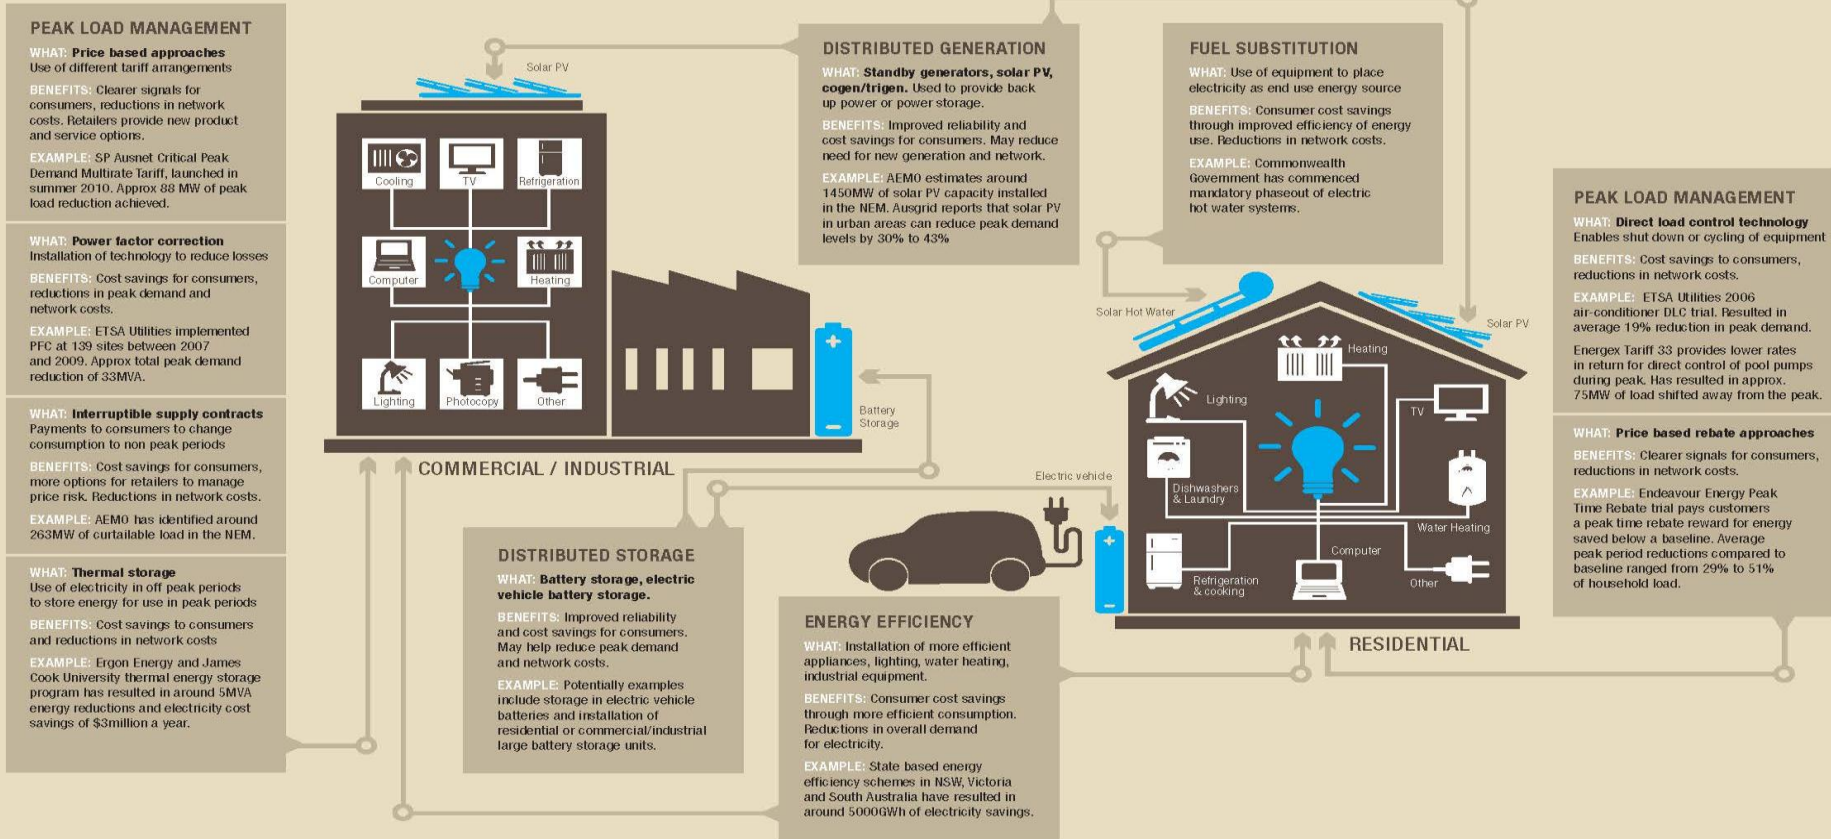 PEAK LOAD MANAGEMENT
WHAT: Price based approaches
Use of different tariff arrangements
BENEFITS: Clearer signals for
consumers, reductions in network
costs. Retailers provide new product
and service options.
EXAMPLE: SP Ausnet Critical Peak
Demand Multirate Tariff, launched in
summer 2010. Approx 88 MW of peak
load reduction achieved.
WHAT: Power factor correction
Installation of technology to reduce losses
BENEFITS: Cost savings for consumers,
reductions in peak demand and
network costs.
EXAMPLE: ETSA Utilities implemented
PFC at 139 sites between 2007
and 2009. Approx total peak demand
reduction of 33MVA.
WHAT: Interruptible supply contracts
Payments to consumers to change
consumption to non peak periods
BENEFITS: Cost savings for consumers,
more options for retailers to manage
price risk. Reductions in network costs.
EXAMPLE: AEMO has identified around
263MW of curtailable load in the NEM.
WHAT: Thermal storage
Use of electricity in off peak periods
to store energy for use in peak periods
BENEFITS: Cost savings to consumers
and reductions in network costs
EXAMPLE: Ergon Energy and James
Cook University thermal energy storage
program has resulted in around 5MVA
energy reductions and electricity cost
savings of $3million a year.
Solar PV
Cooling
TV
Refrigeration
Computer
Heating
Lighting
Photocopy
Other
Battery
Storage
COMMERCIAL / INDUSTRIAL
DISTRIBUTED GENERATION
WHAT: Standby generators, solar PV,
cogen/trigen. Used to provide back
up power or power storage.
BENEFITS: Improved reliability and
cost savings for consumers. May reduce
need for new generation and network.
EXAMPLE: AEMO estimates around
1450MW of solar PV capacity installed
in the NEM. Ausgrid reports that solar PV
in urban areas can reduce peak demand
levels by 30% to 43%
FUEL SUBSTITUTION
WHAT: Use of equipment to place
electricity as end use energy source
BENEFITS: Consumer cost savings
through improved efficiency of energy
use. Reductions in network costs.
EXAMPLE: Commonwealth
Government has commenced
mandatory phaseout of electric
hot water systems.
DISTRIBUTED STORAGE
WHAT: Battery storage, electric
vehicle battery storage.
BENEFITS: Improved reliability
and cost savings for consumers.
May help reduce peak demand
and network costs.
EXAMPLE: Potentially examples
include storage in electric vehicle
batteries and installation of
residential or commercial/industrial
large battery storage units.
ENERGY EFFICIENCY
WHAT: Installation of more efficient
appliances, lighting, water heating,
industrial equipment.
BENEFITS: Consumer cost savings
through more efficient consumption.
Reductions in overall demand
for electricity.
EXAMPLE: State based energy
efficiency schemes in NSW, Victoria
and South Australia have resulted in
around 5000GWh of electricity savings.
Electric vehicle
Solar Hot Water
Solar PV
Heating
Lighting
TV
Dishwashers
& Laundry
Water Heating
Computer
Refrigeration
& cooking
Other
RESIDENTIAL
PEAK LOAD MANAGEMENT
WHAT: Direct load control technology
Enables shut down or cycling of equipment
BENEFITS: Cost savings to consumers,
reductions in network costs.
EXAMPLE: ETSA Utilities 2006
air-conditioner DLC trial. Resulted in
average 19% reduction in peak demand.
Energex Tariff 33 provides lower rates
in return for direct control of pool pumps
during peak. Has resulted in approx.
75MW of load shifted away from the peak.
WHAT: Price based rebate approaches
BENEFITS: Clearer signals for consumers,
reductions in network costs.
EXAMPLE: Endeavour Energy Peak
Time Rebate trial pays customers
a peak time rebate reward for energy
saved below a baseline. Average
peak period reductions compared to
baseline ranged from 29% to 51%
of household load.